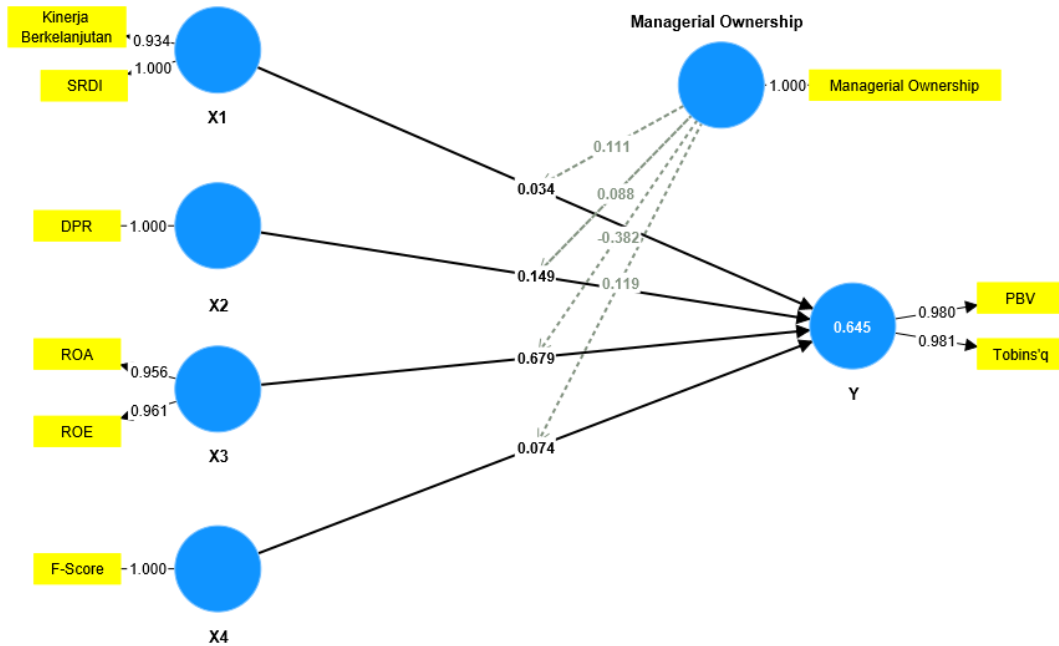 Kinerja
Berkelanjutan
0.934
1.000
SRDI
X1
Managerial Ownership
1.000
Managerial Ownership
0.111
0.034
0.088
DPR
1.000
X2
-0.382
0.149
0.119
PBV
0.980
0.645
0.981
Tobins'q
Y
ROA
0.956
0.961
ROE
X3
0.679
0.074
F-Score
1.000
X4